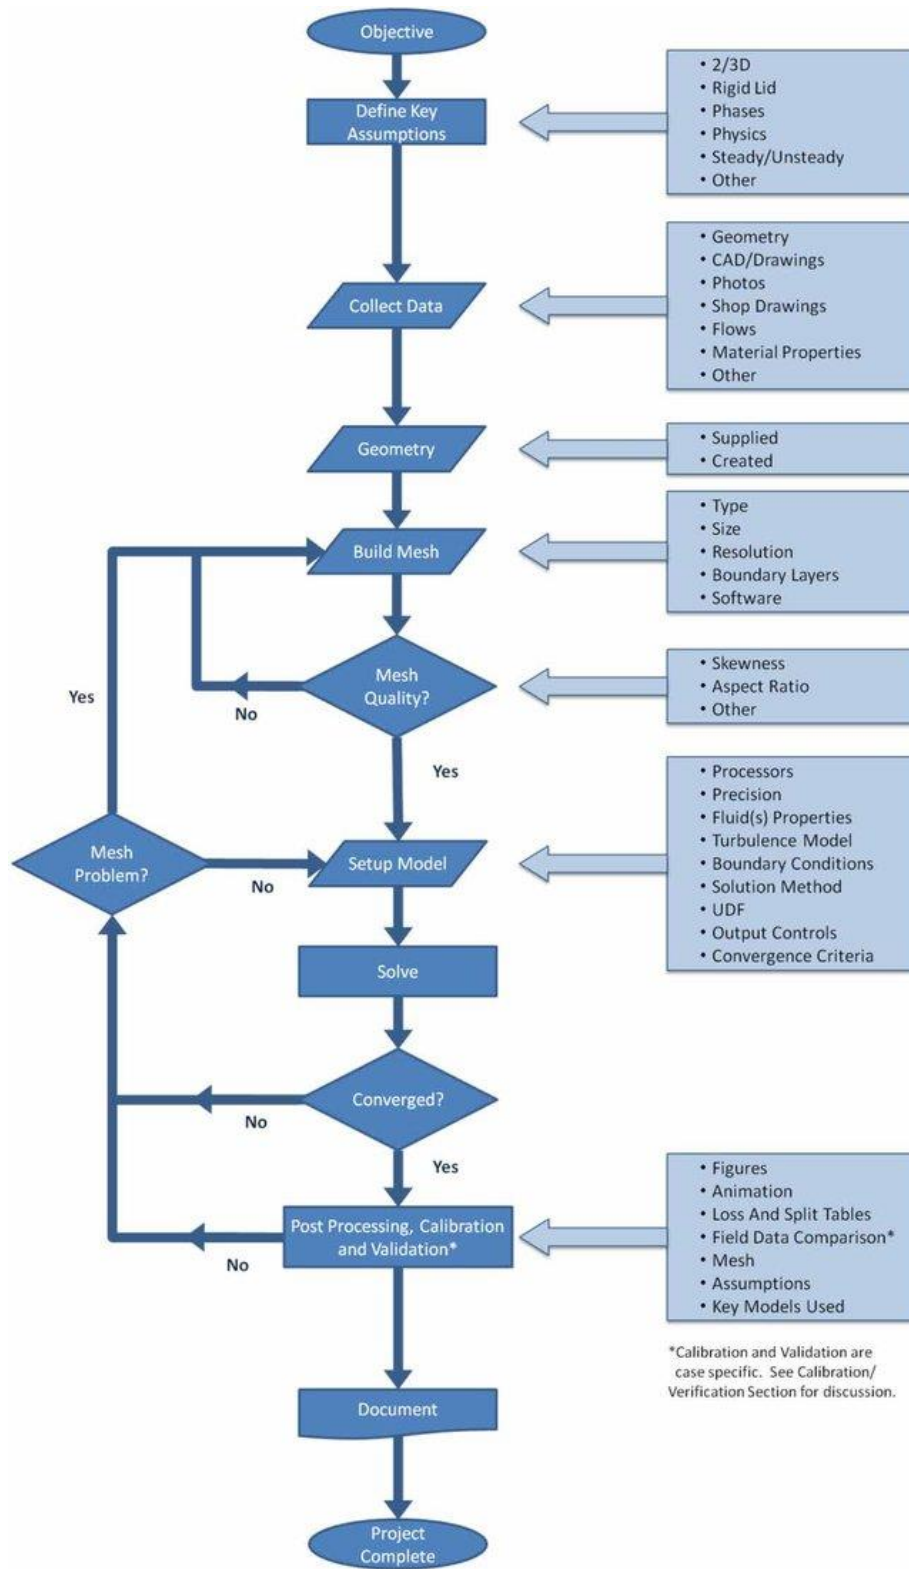 Objective
Define Key
Assumptions
• 2/3D
• Rigid Lid
• Phases
• Physics
• Steady/Unsteady
• Other
Collect Data
• Geometry
• CAD/Drawings
• Photos
• Shop Drawings
• Flows
• Material Properties
• Other
Geometry
• Supplied
• Created
Build Mesh
• Type
• Size
• Resolution
• Boundary Layers
• Software
Mesh
Quality?
• Skewness
• Aspect Ratio
• Other
Yes
No
Yes
Mesh
Problem?
No
Setup Model
• Processors
• Precision
• Fluid(s) Properties
• Turbulence Model
• Boundary Conditions
• Solution Method
• UDF
• Output Controls
• Convergence Criteria
Solve
Converged?
No
Yes
Post Processing, Calibration
and Validation*
No
• Figures
• Animation
• Loss And Split Tables
• Field Data Comparison*
• Mesh
• Assumptions
• Key Models Used
*Calibration and Validation are
case specific. See Calibration/
Verification Section for discussion.
Document
Project
Complete